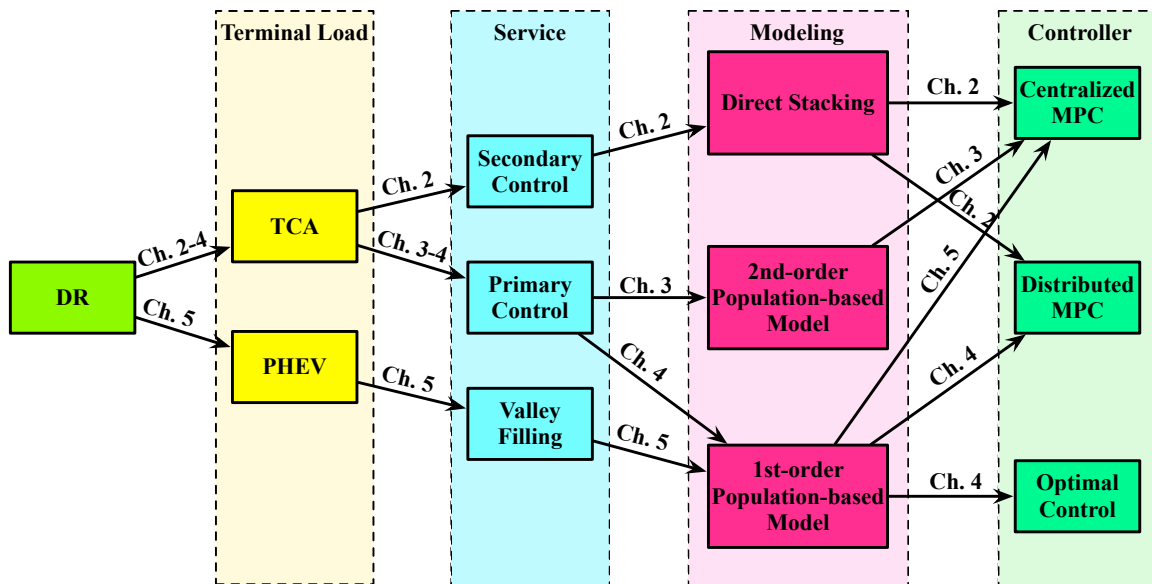 Terminal Load
Service
Modeling
Controller
DR
Ch. 2-4
Ch. 5
TCA
PHEV
Ch. 2
Ch. 3-4
Ch. 5
Secondary
Control
Primary
Control
Valley
Filling
Ch. 2
Ch. 3
Ch. 4
Ch. 5
Direct Stacking
2nd-order
Population-based
Model
1st-order
Population-based
Model
Ch. 2
Ch. 3
Ch. 2
Ch. 5
Ch. 4
Ch. 4
Centralized
MPC
Distributed
MPC
Optimal
Control